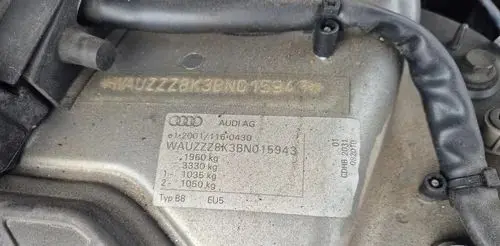 *WAUZZZ8K3BN015943*
AUDI AG
e1*2001/116*0430
WAUZZZ8K3BN015943
1960 kg
3330 kg
1- 1035 kg
2- 1050 kg
Typ B8 EU5